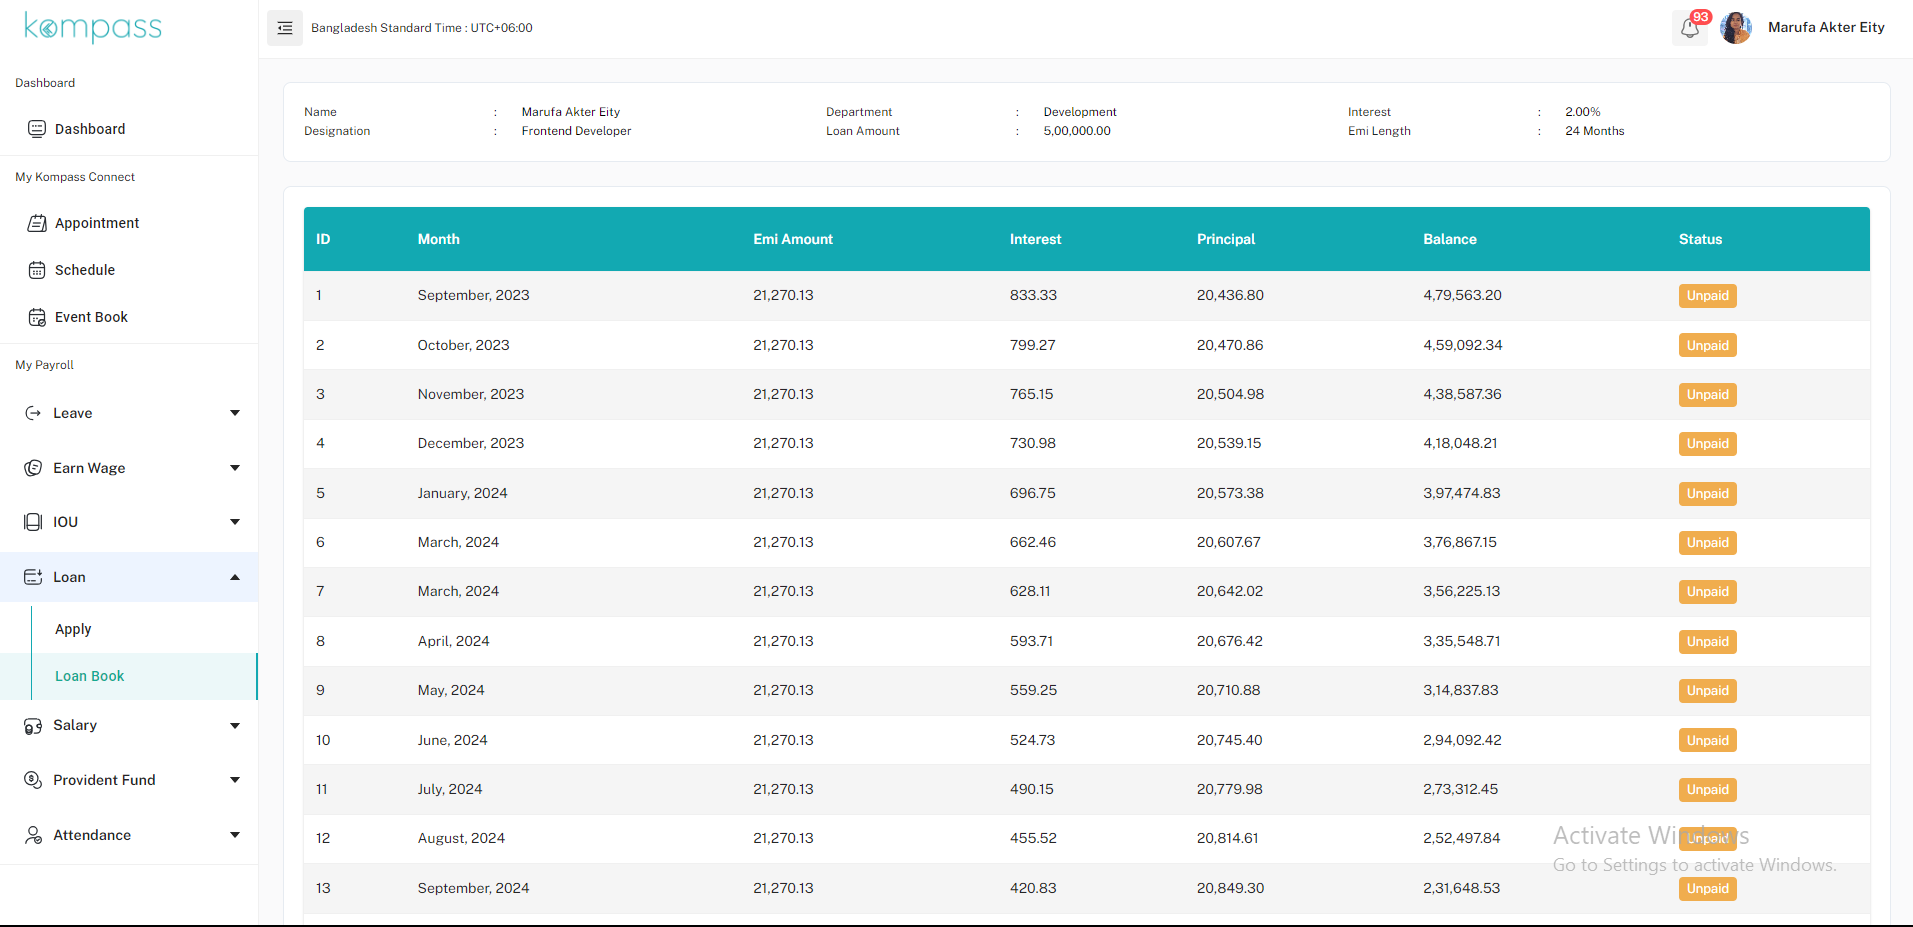 kompass
Bangladesh Standard Time : UTC+06:00
93
Marufa Akter Eity
Dashboard
Dashboard
My Kompass Connect
Appointment
Schedule
Event Book
My Payroll
Leave
Earn Wage
IOU
Loan
Apply
Loan Book
Salary
Provident Fund
Attendance
Name : Marufa Akter Eity Department : Development Interest : 2.00%
Designation : Frontend Developer Loan Amount : 5,00,000.00 Emi Length : 24 Months
ID Month Emi Amount Interest Principal Balance Status
1 September, 2023 21,270.13 833.33 20,436.80 4,79,563.20 Unpaid
2 October, 2023 21,270.13 799.27 20,470.86 4,59,092.34 Unpaid
3 November, 2023 21,270.13 765.15 20,504.98 4,38,587.36 Unpaid
4 December, 2023 21,270.13 730.98 20,539.15 4,18,048.21 Unpaid
5 January, 2024 21,270.13 696.75 20,573.38 3,97,474.83 Unpaid
6 March, 2024 21,270.13 662.46 20,607.67 3,76,867.15 Unpaid
7 March, 2024 21,270.13 628.11 20,642.02 3,56,225.13 Unpaid
8 April, 2024 21,270.13 593.71 20,676.42 3,35,548.71 Unpaid
9 May, 2024 21,270.13 559.25 20,710.88 3,14,837.83 Unpaid
10 June, 2024 21,270.13 524.73 20,745.40 2,94,092.42 Unpaid
11 July, 2024 21,270.13 490.15 20,779.98 2,73,312.45 Unpaid
12 August, 2024 21,270.13 455.52 20,814.61 2,52,497.84 Unpaid
13 September, 2024 21,270.13 420.83 20,849.30 2,31,648.53 Unpaid
Activate Windows
Go to Settings to activate Windows.